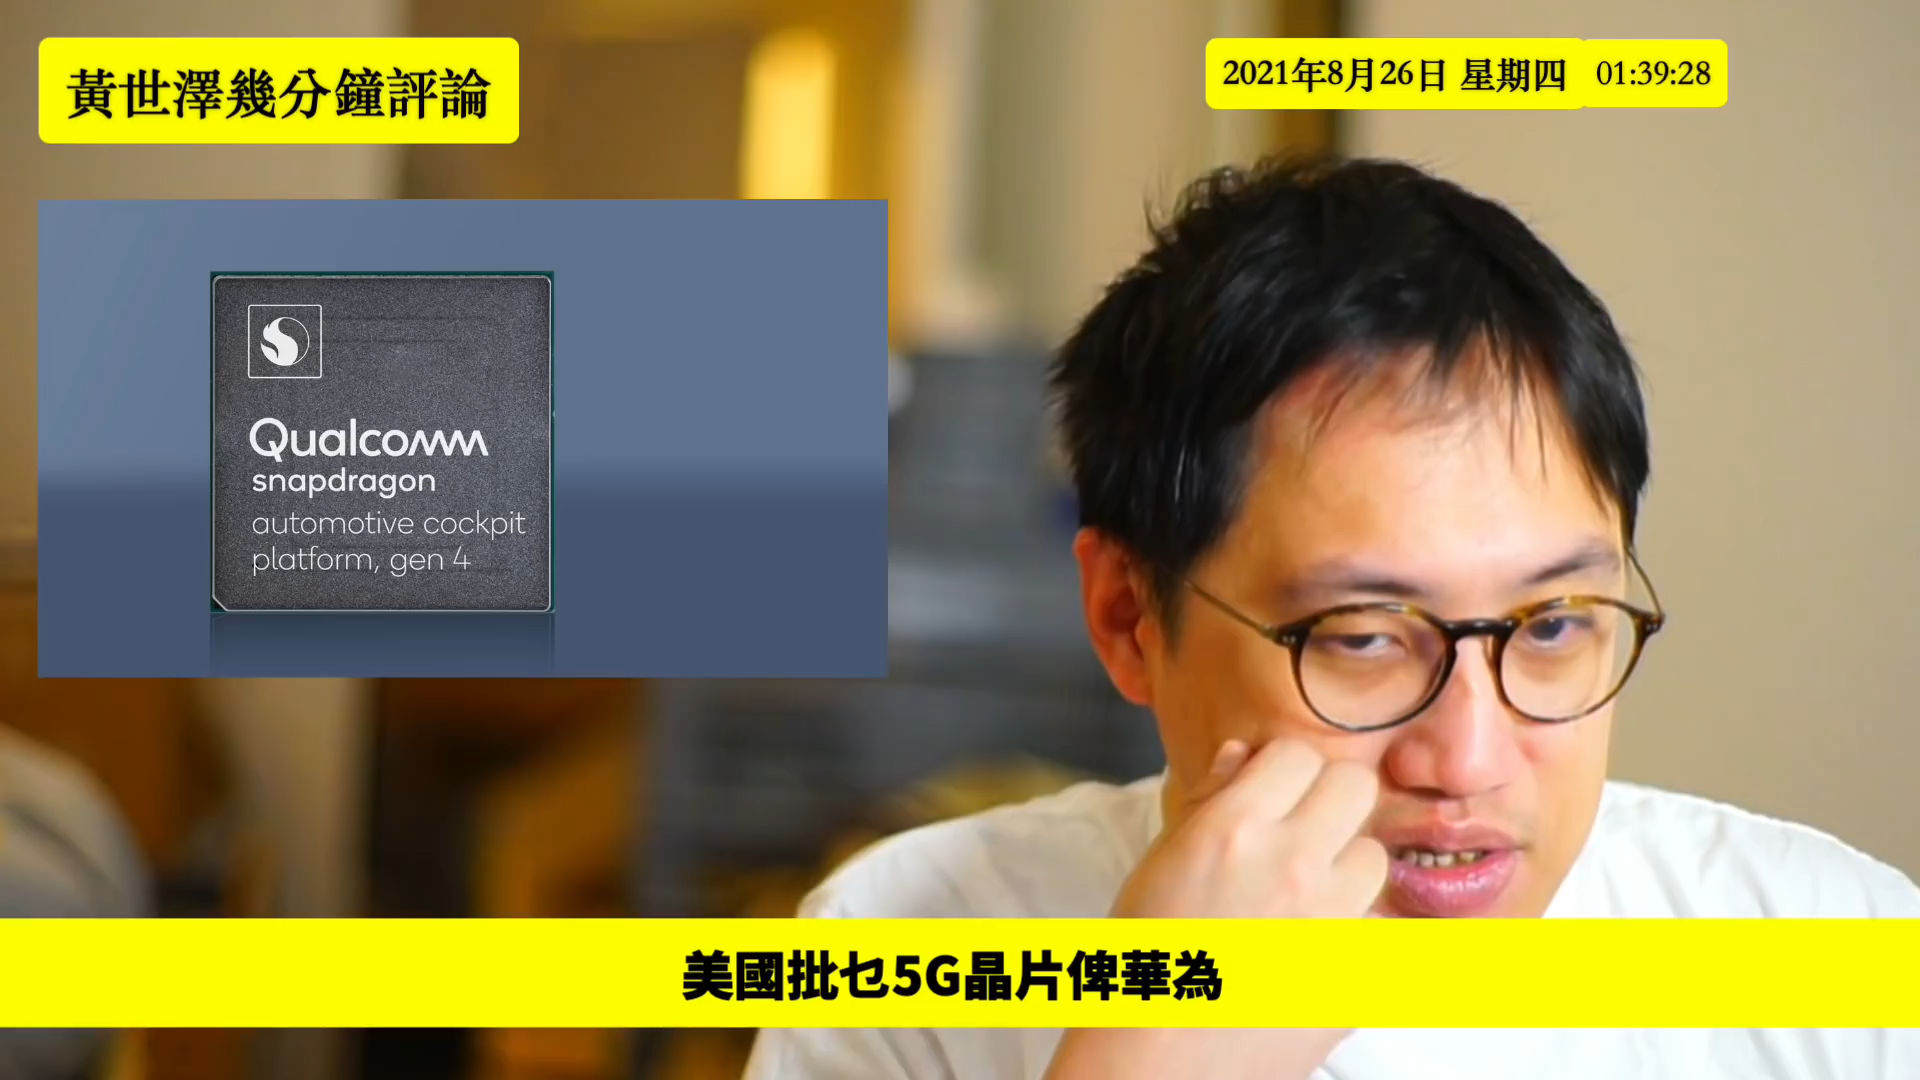 黃世澤幾分鐘評論
2021年8月26日 星期四 01:39:28
Qualcomm
snapdragon
automotive cockpit
platform, gen 4
美國批乜5G晶片俾華為